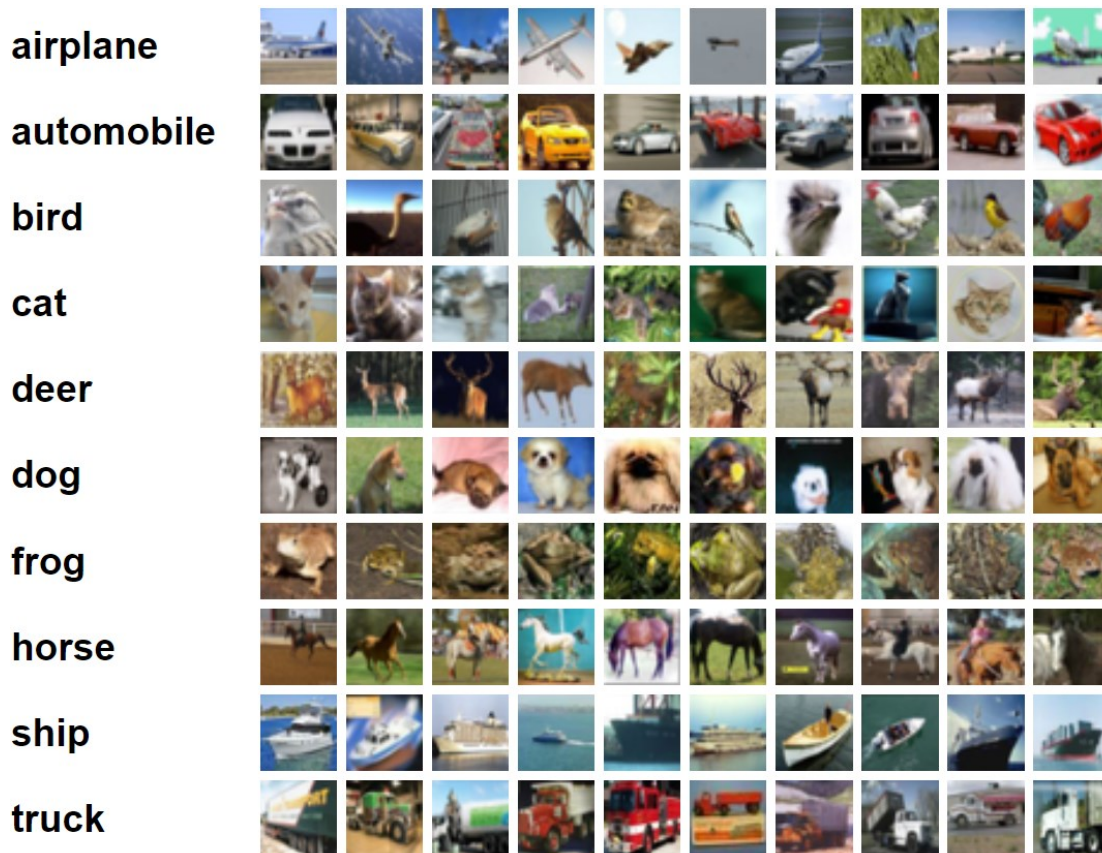 airplane
automobile
bird
cat
deer
dog
frog
horse
ship
truck